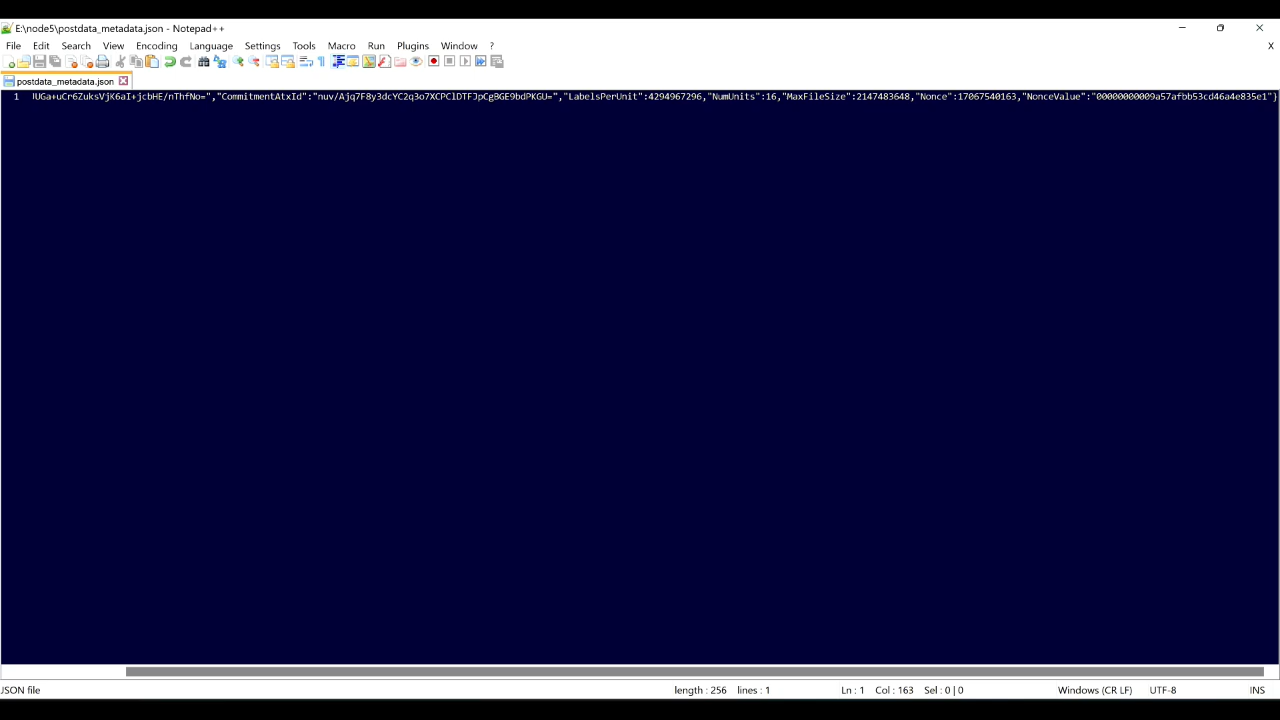 E:\node5\postdata_metadata.json - Notepad++
File Edit Search View Encoding Language Settings Tools Macro Run Plugins Window ?
X
postdata_metadata.json
1 UGa+uCr6ZuksVjK6aI+jcbHE/nThfNo=","CommitmentAtxId":"nuv/Ajq7F8y3dcYC2q3o7XCPClDTFJpCgBGE9bdPKGU=","LabelsPerUnit":4294967296,"NumUnits":16,"MaxFileSize":2147483648,"Nonce":17067540163,"NonceValue":"00000000009a57afbb53cd46a4e835e1"}
JSON file length : 256 lines : 1 Ln : 1 Col : 163 Sel : 0 | 0 Windows (CR LF) UTF-8 INS